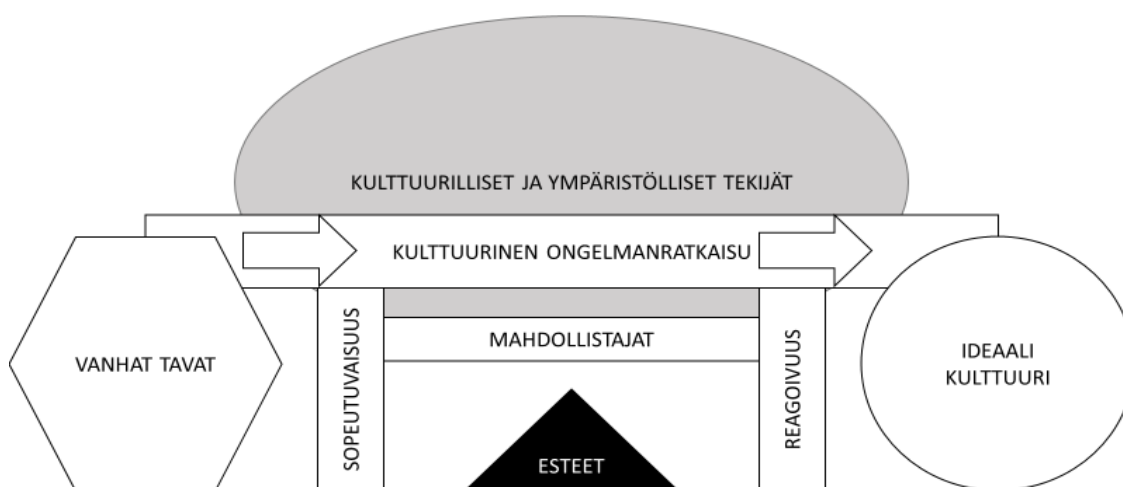 KULTTUURILLISET JA YMPÄRISTÖLLISET TEKIJÄT
KULTTUURINEN ONGELMANRATKAISU
VANHAT TAVAT
SOPEUTUVAISUUS
MAHDOLLISTAJAT
ESTEET
REAGOIVUUS
IDEAALI
KULTTUURI